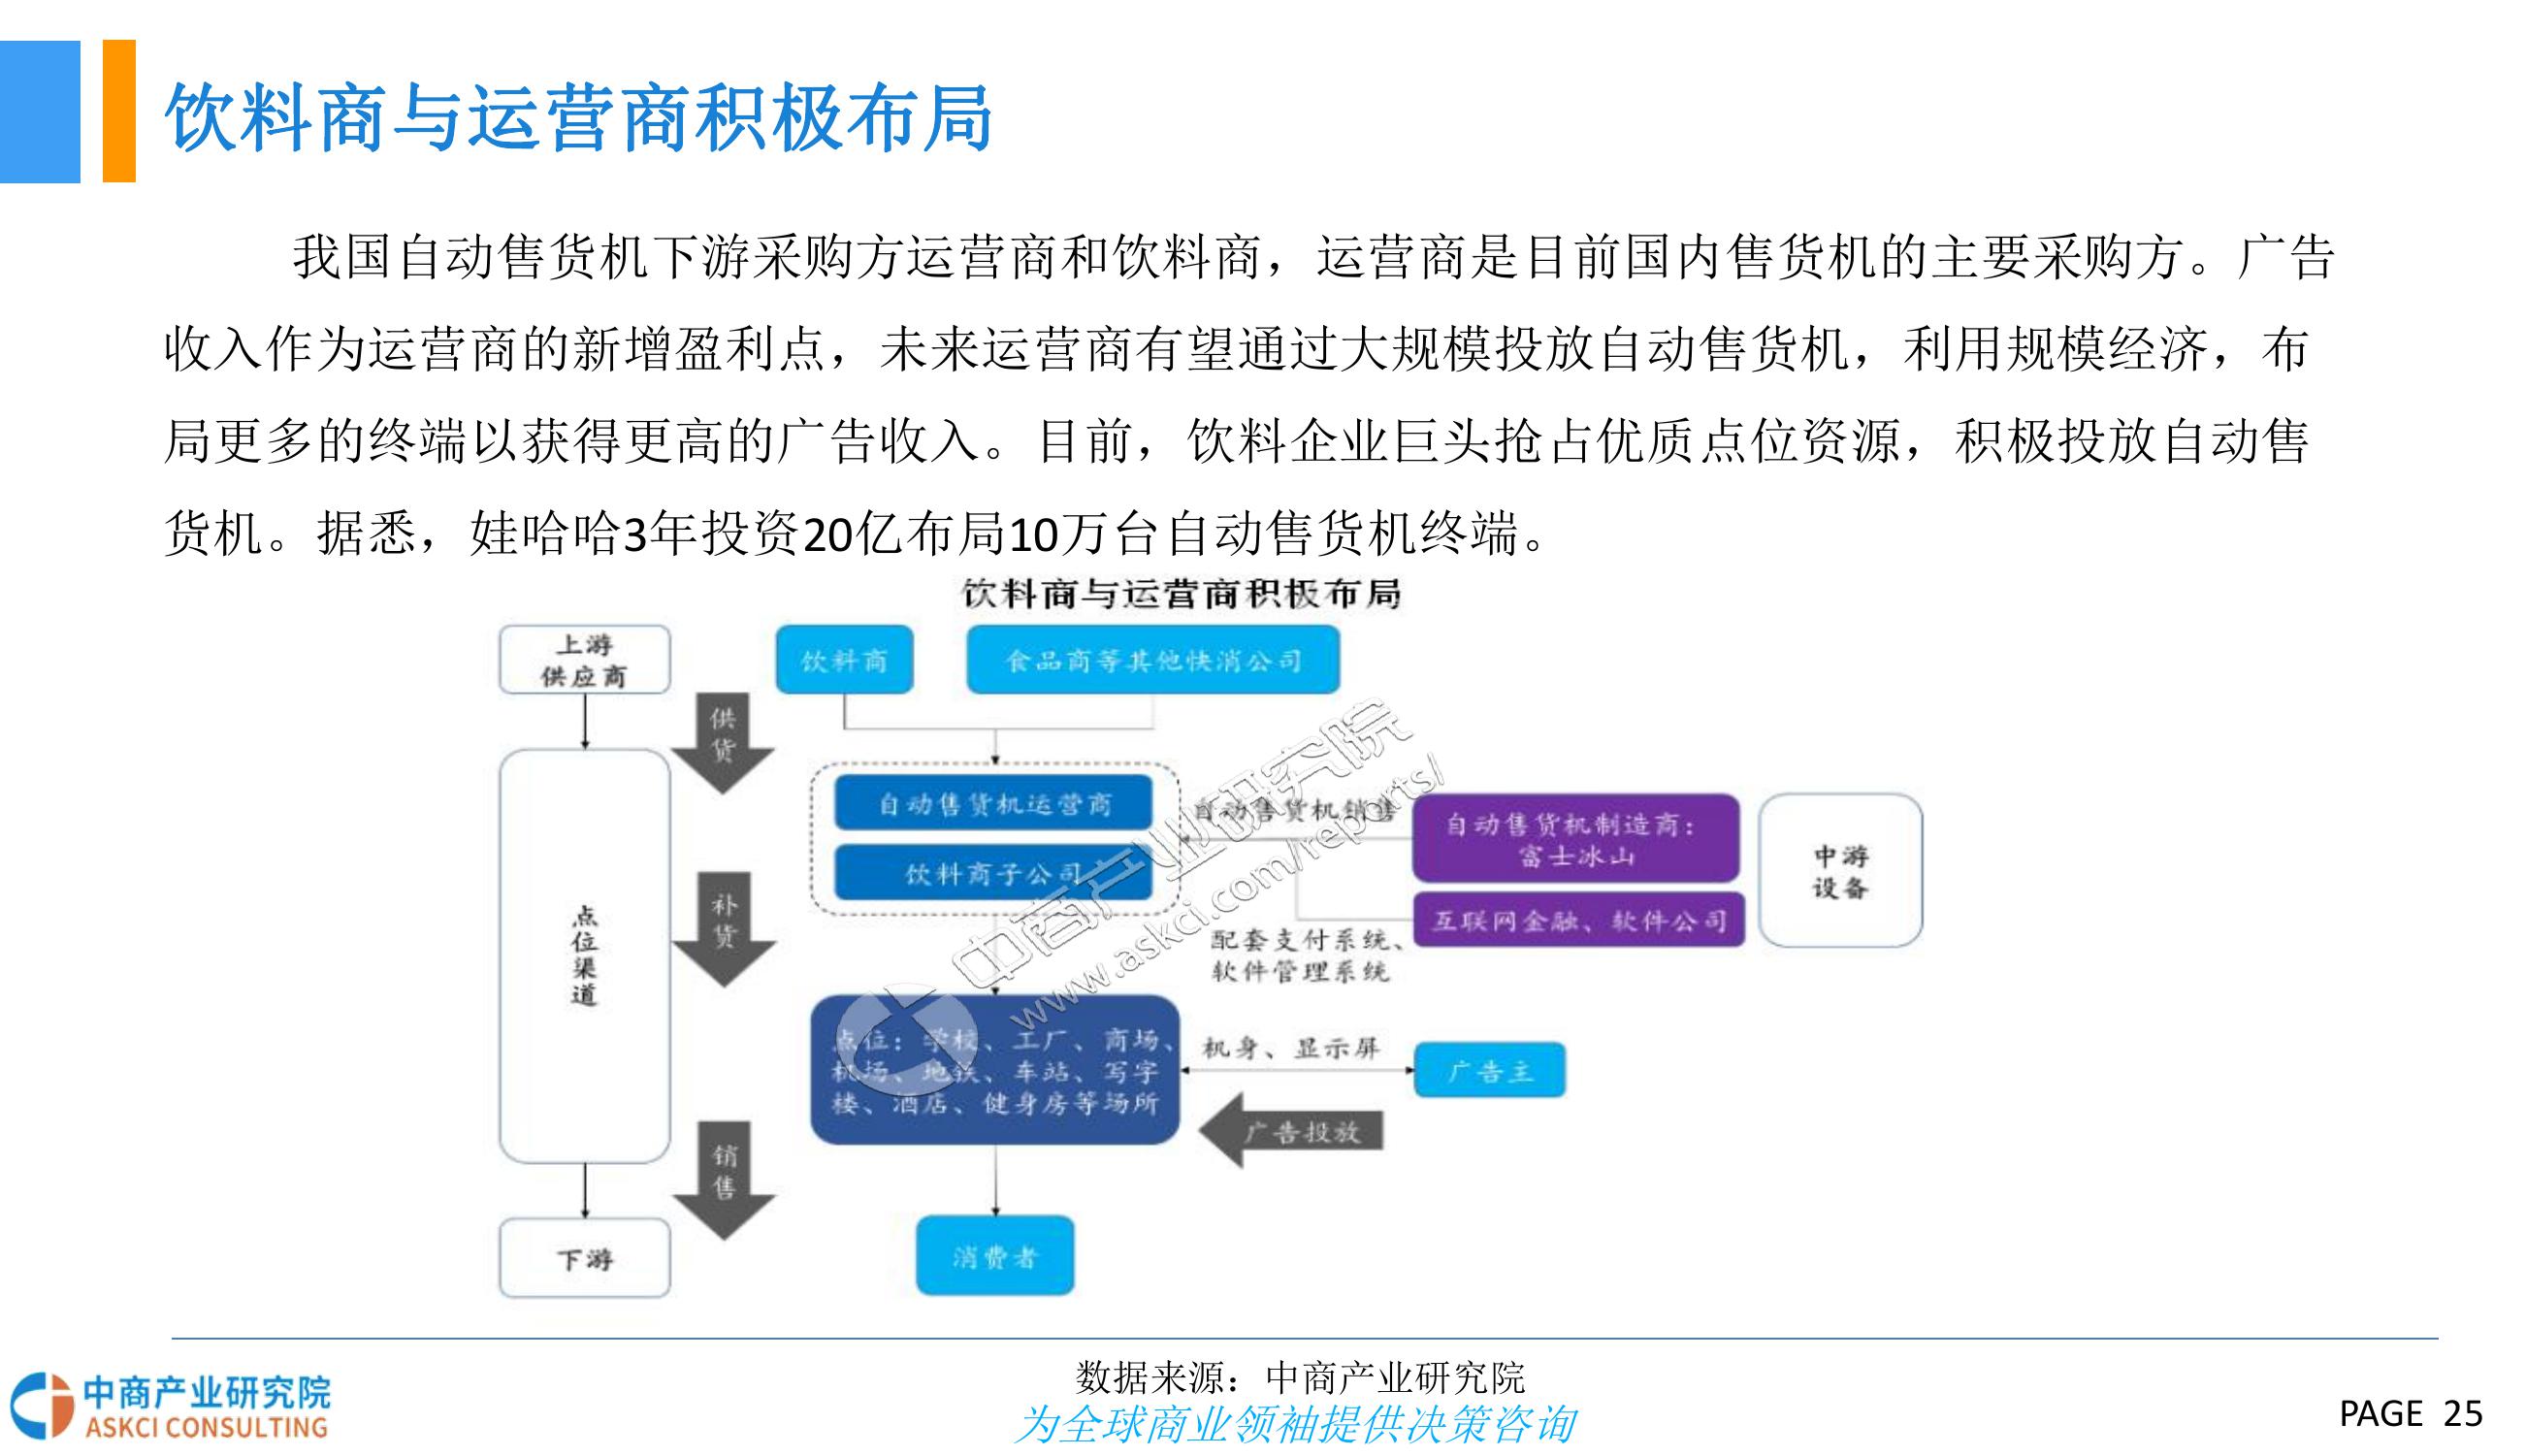 饮料商与运营商积极布局
我国自动售货机下游采购方运营商和饮料商，运营商是目前国内售货机的主要采购方。广告
收入作为运营商的新增盈利点，未来运营商有望通过大规模投放自动售货机，利用规模经济，布
局更多的终端以获得更高的广告收入。目前，饮料企业巨头抢占优质点位资源，积极投放自动售
货机。据悉，娃哈哈3年投资20亿布局10万台自动售货机终端。
饮料商与运营商积极布局
上游
供应商
饮料商
食品商等其他快消公司
供
货
自动售货机运营商
饮料商子公司
自动售货机销售
自动售货机制造商：
富士冰山
互联网金融、软件公司
中游
设备
配套支付系统、
软件管理系统
点
位
渠
道
补
货
点位：学校、工厂、商场、
机场、地铁、车站、写字
楼、酒店、健身房等场所
机身、显示屏
广告主
广告投放
销
售
下游
消费者
中商产业研究院
www.askci.com/reports/
数据来源：中商产业研究院
为全球商业领袖提供决策咨询
中商产业研究院
ASKCI CONSULTING
PAGE 25